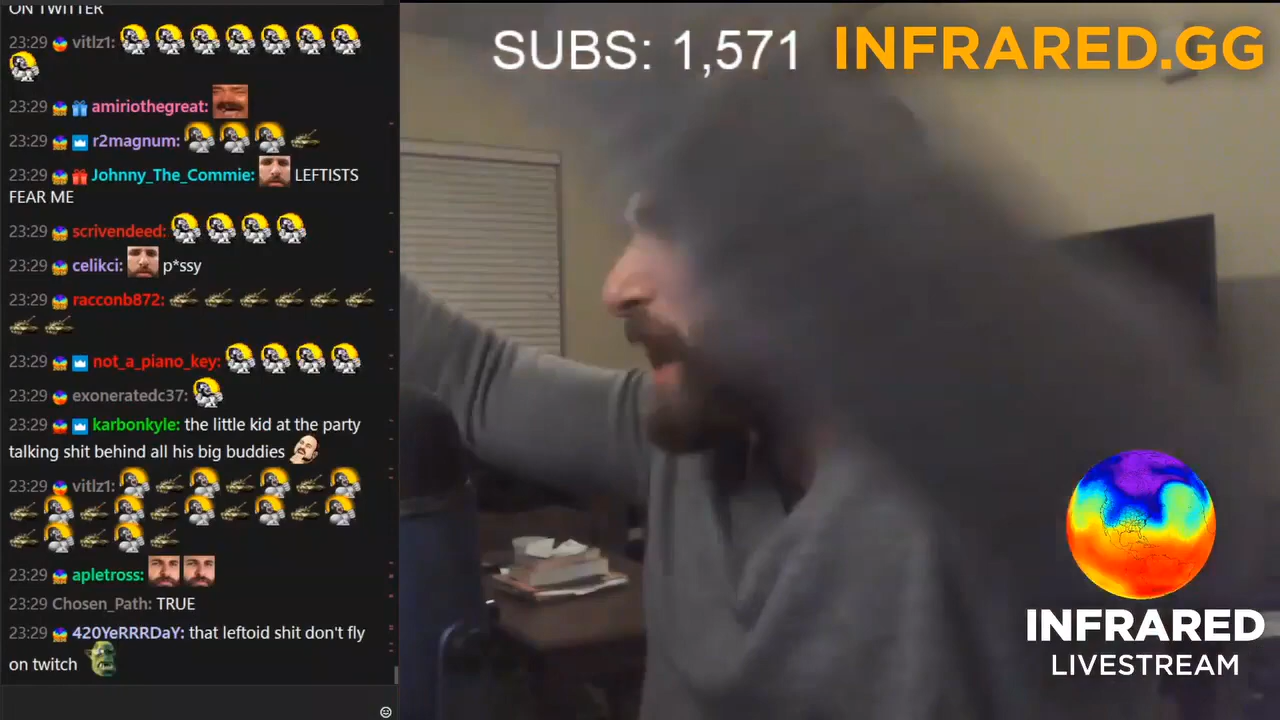 ON TWITTER
23:29 vitlz1:
23:29 amiriothegreat:
23:29 r2magnum:
23:29 Johnny_The_Commie: LEFTISTS
FEAR ME
23:29 scrivendeed:
23:29 celikci: p*ssy
23:29 racconb872:
23:29 not_a_piano_key:
23:29 exoneratedc37:
23:29 karbonkyle: the little kid at the party
talking shit behind all his big buddies
23:29 vitlz1:
23:29 apletross:
23:29 Chosen_Path: TRUE
23:29 420YeRRRDaY: that leftoid shit don't fly
on twitch
SUBS: 1,571 INFRARED.GG
INFRARED
LIVESTREAM